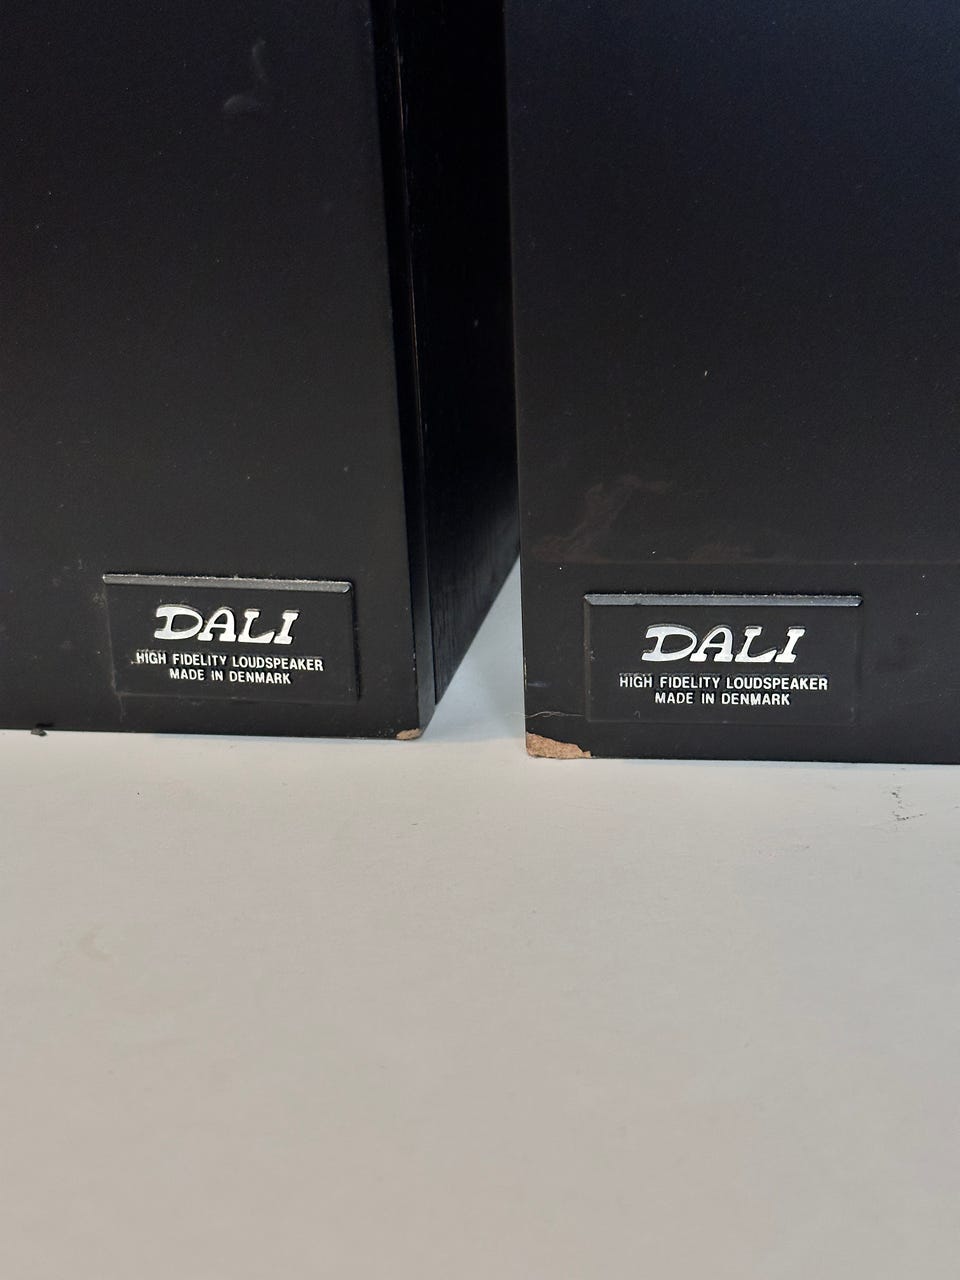 DALI
HIGH FIDELITY LOUDSPEAKER
MADE IN DENMARK
DALI
HIGH FIDELITY LOUDSPEAKER
MADE IN DENMARK